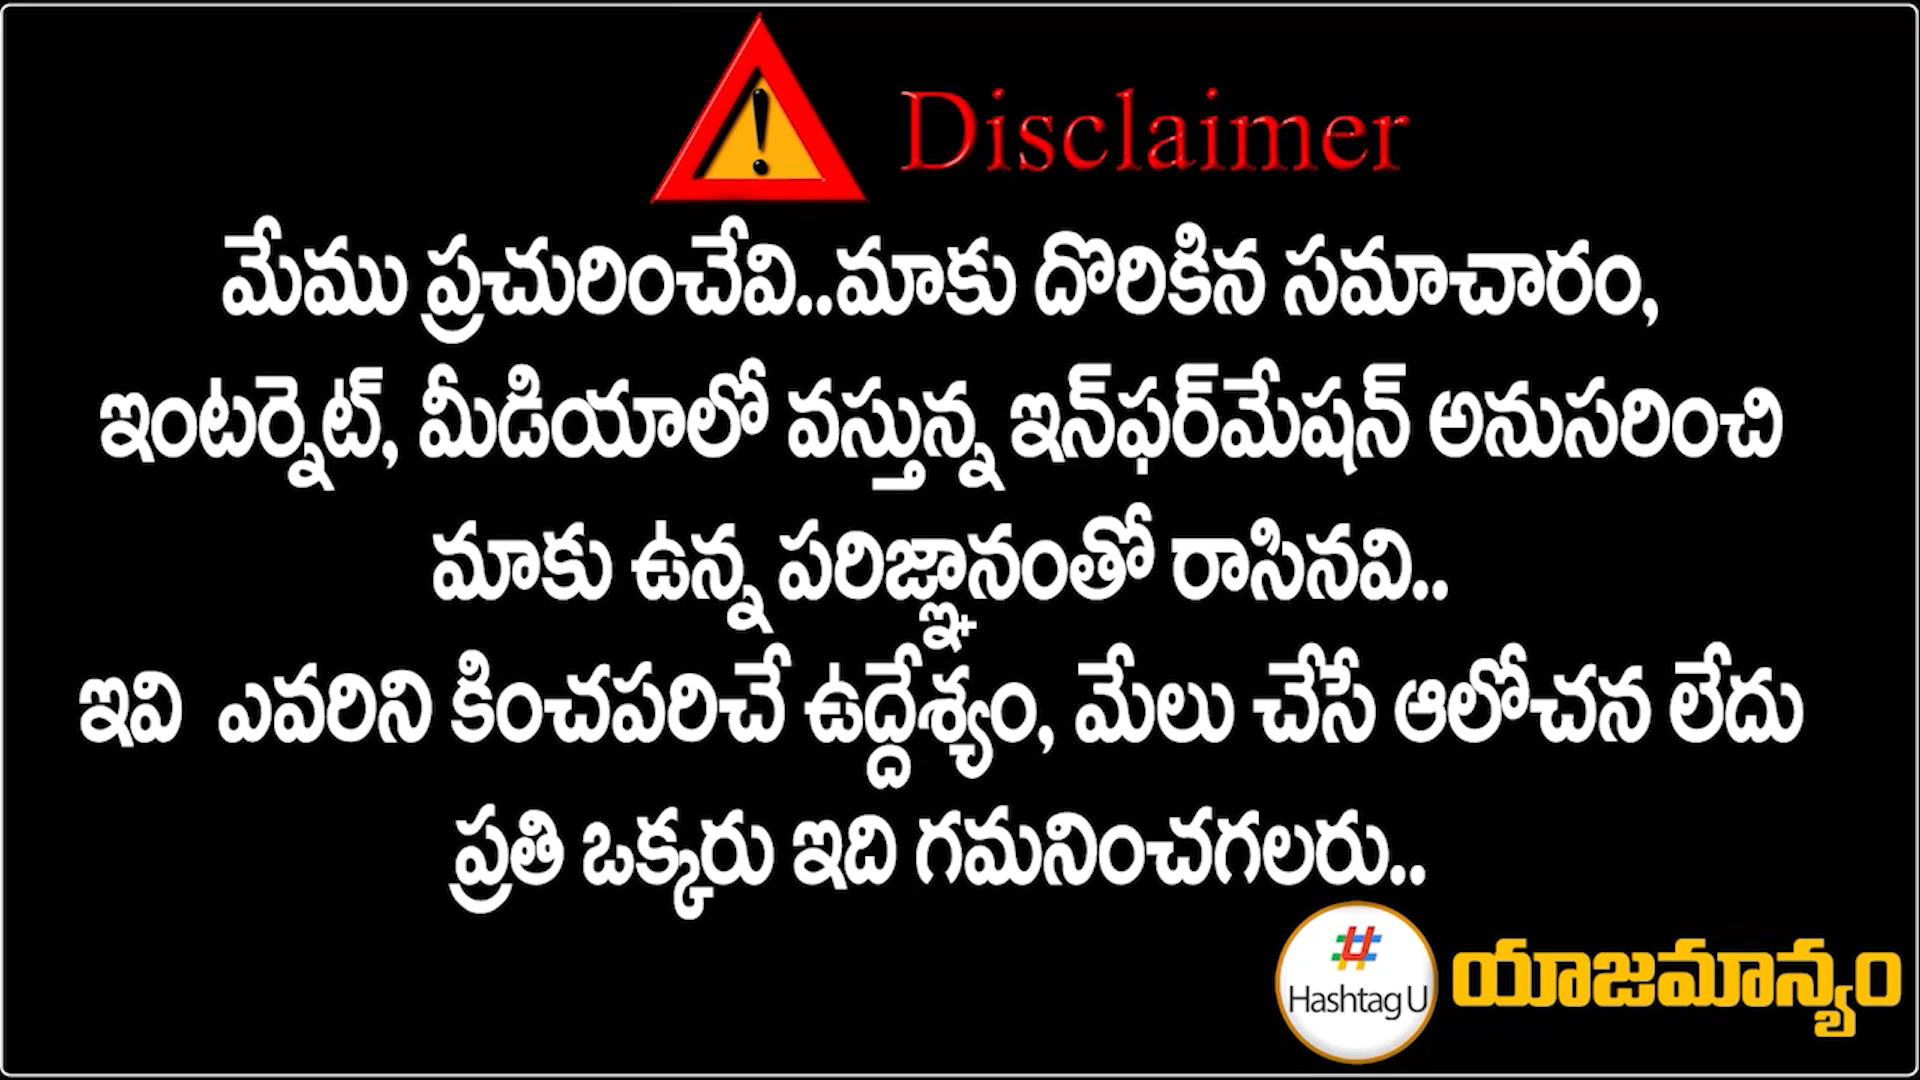 Disclaimer
మేము ప్రచురించేవి..మాకు దొరికిన సమాచారం,
ఇంటర్నెట్, మీడియాలో వస్తున్న ఇన్‌ఫర్‌మేషన్ అనుసరించి
మాకు ఉన్న పరిజ్ఞానంతో రాసినవి..
ఇవి ఎవరిని కించపరిచే ఉద్దేశ్యం, మేలు చేసే ఆలోచన లేదు
ప్రతి ఒక్కరు ఇది గమనించగలరు..
#
Hashtag U
యాజమాన్యం